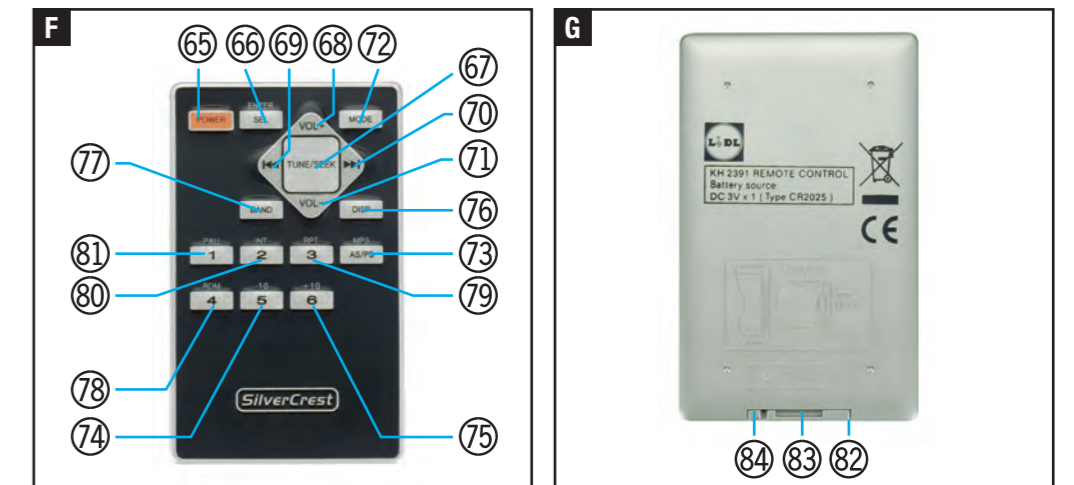 F
65 66 69 68 72
67
70
71
76
73
79
77
81
80
78
74
75
ENTER
POWER SEL VOL+ MODE
TUNE/SEEK
VOL-
BAND DISP
PAU INT RPT MP3
1 2 3 AS/PS
RDM -10 +10
4 5 6
SilverCrest
G
LIDL
KH 2391 REMOTE CONTROL
Battery source
DC 3V x 1 ( Type CR2025 )
CE
84 83 82